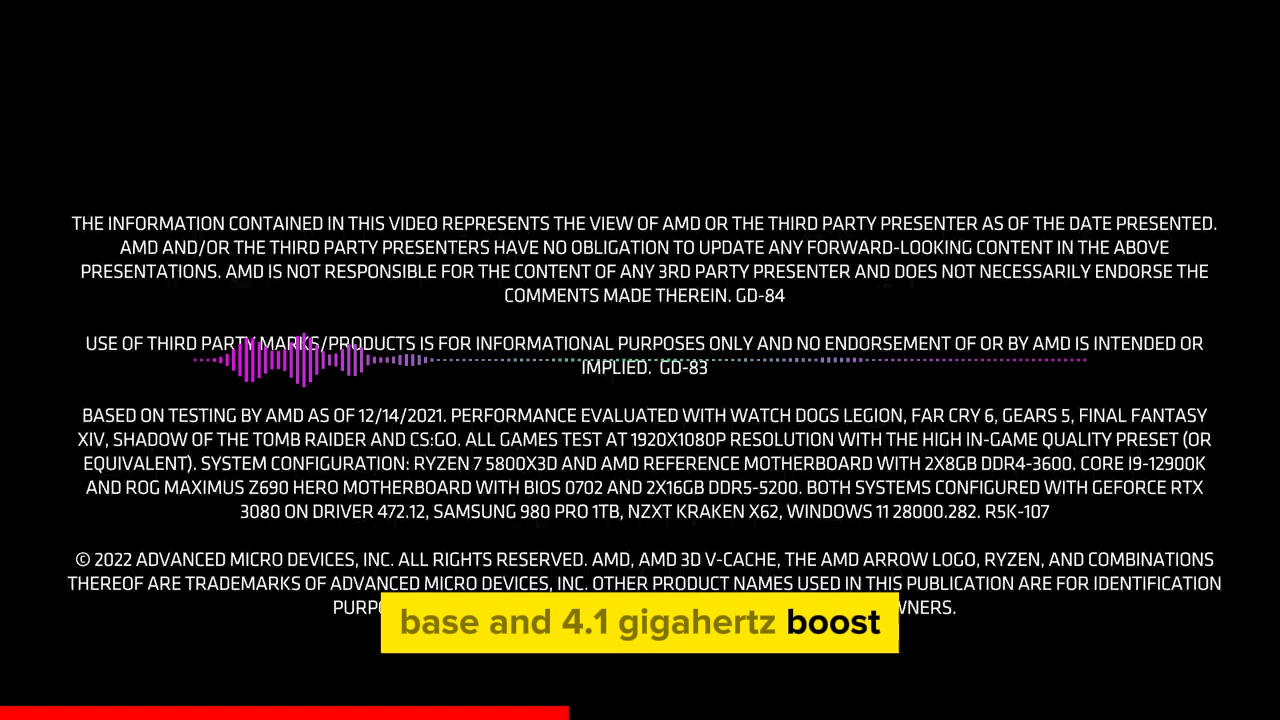 THE INFORMATION CONTAINED IN THIS VIDEO REPRESENTS THE VIEW OF AMD OR THE THIRD PARTY PRESENTER AS OF THE DATE PRESENTED.
AMD AND/OR THE THIRD PARTY PRESENTERS HAVE NO OBLIGATION TO UPDATE ANY FORWARD-LOOKING CONTENT IN THE ABOVE
PRESENTATIONS. AMD IS NOT RESPONSIBLE FOR THE CONTENT OF ANY 3RD PARTY PRESENTER AND DOES NOT NECESSARILY ENDORSE THE
COMMENTS MADE THEREIN. GD-84
USE OF THIRD PARTY MARKS/PRODUCTS IS FOR INFORMATIONAL PURPOSES ONLY AND NO ENDORSEMENT OF OR BY AMD IS INTENDED OR
IMPLIED. GD-83
BASED ON TESTING BY AMD AS OF 12/14/2021. PERFORMANCE EVALUATED WITH WATCH DOGS LEGION, FAR CRY 6, GEARS 5, FINAL FANTASY
XIV, SHADOW OF THE TOMB RAIDER AND CS:GO. ALL GAMES TEST AT 1920X1080P RESOLUTION WITH THE HIGH IN-GAME QUALITY PRESET (OR
EQUIVALENT). SYSTEM CONFIGURATION: RYZEN 7 5800X3D AND AMD REFERENCE MOTHERBOARD WITH 2X8GB DDR4-3600. CORE I9-12900K
AND ROG MAXIMUS Z690 HERO MOTHERBOARD WITH BIOS 0702 AND 2X16GB DDR5-5200. BOTH SYSTEMS CONFIGURED WITH GEFORCE RTX
3080 ON DRIVER 472.12, SAMSUNG 980 PRO 1TB, NZXT KRAKEN X62, WINDOWS 11 28000.282. R5K-107
© 2022 ADVANCED MICRO DEVICES, INC. ALL RIGHTS RESERVED. AMD, AMD 3D V-CACHE, THE AMD ARROW LOGO, RYZEN, AND COMBINATIONS
THEREOF ARE TRADEMARKS OF ADVANCED MICRO DEVICES, INC. OTHER PRODUCT NAMES USED IN THIS PUBLICATION ARE FOR IDENTIFICATION
base and 4.1 gigahertz boost